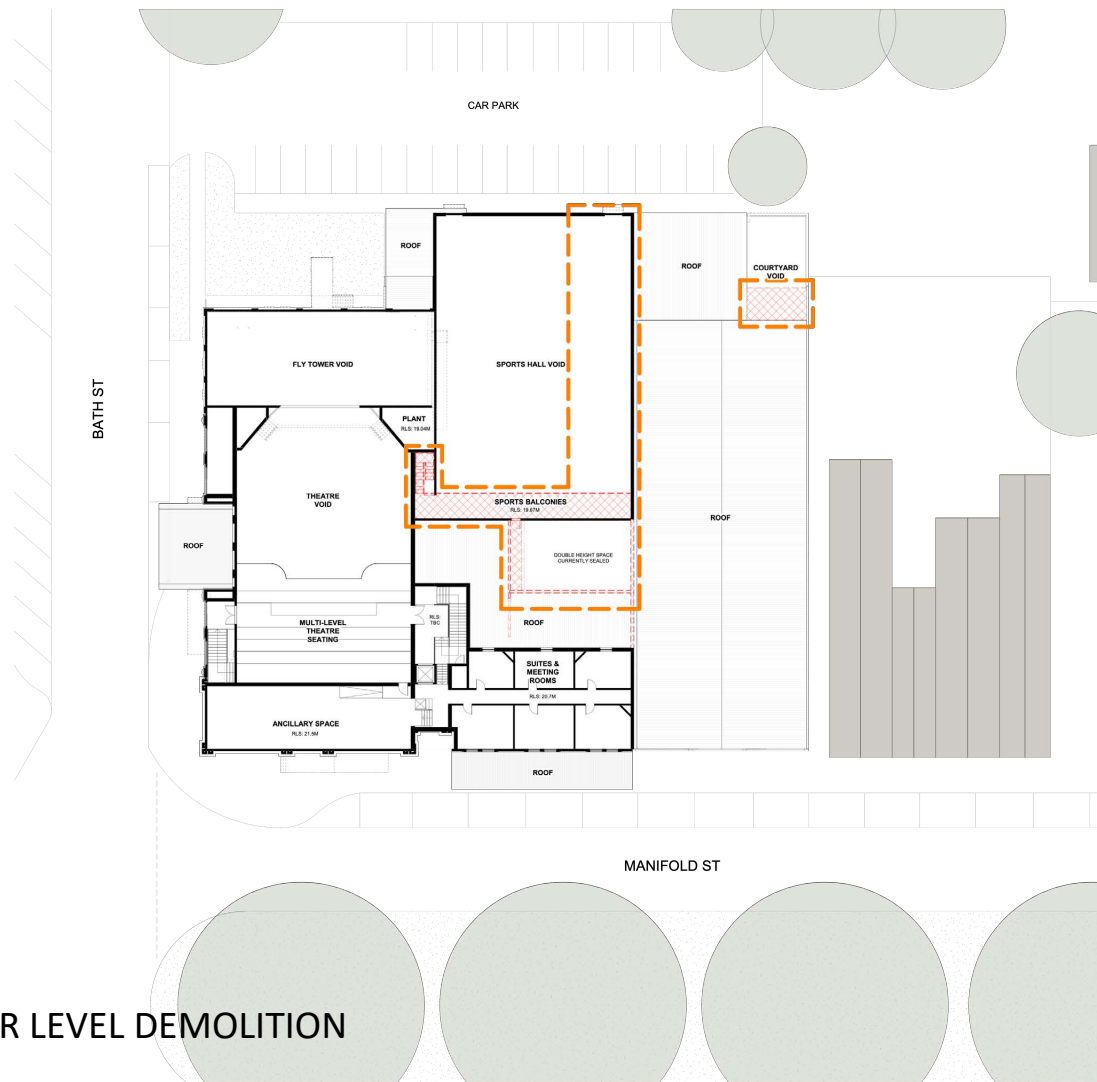 CAR PARK
ROOF
ROOF
COURTYARD
VOID
BATH ST
FLY TOWER VOID
SPORTS HALL VOID
PLANT
RLS: 19.04M
THEATRE
VOID
SPORTS BALCONIES
RLS: 19.67M
ROOF
ROOF
DOUBLE HEIGHT SPACE
CURRENTLY SEALED
MULTI-LEVEL
THEATRE
SEATING
RLS:
TBC
ROOF
SUITES &
MEETING
ROOMS
RLS: 20.7M
ANCILLARY SPACE
RLS: 21.5M
ROOF
MANIFOLD ST
R LEVEL DEMOLITION